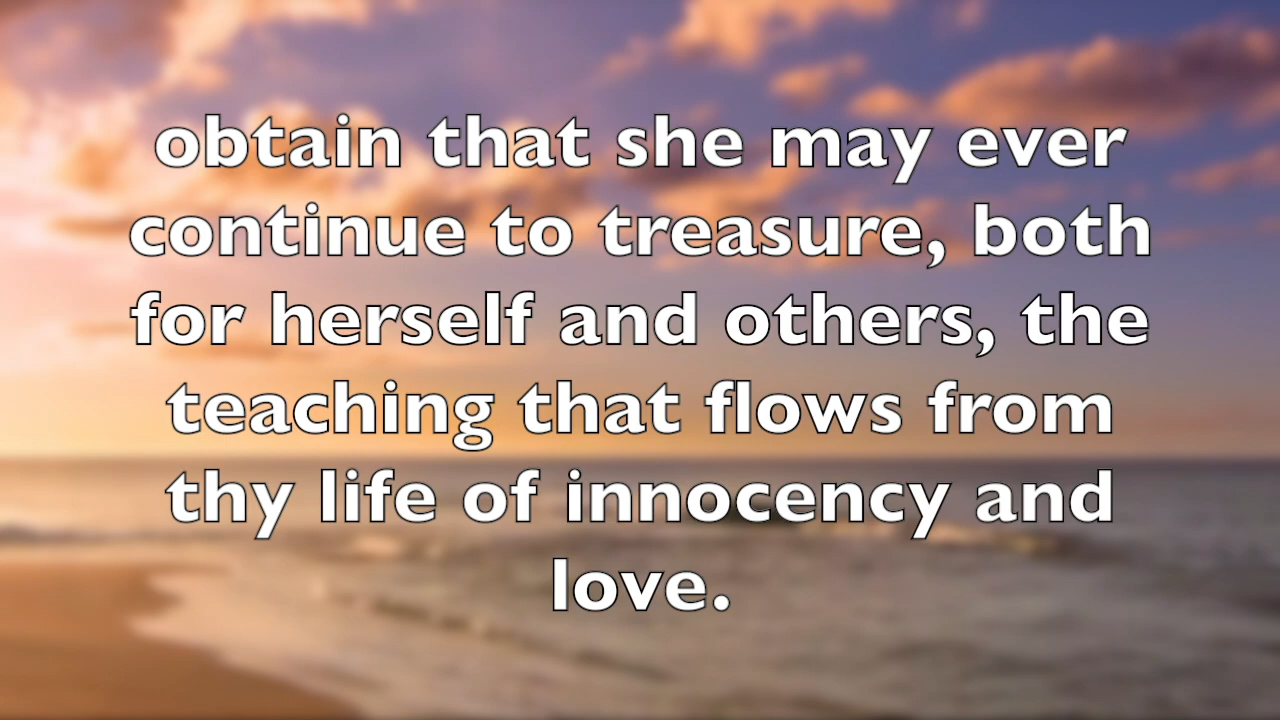 obtain that she may ever
continue to treasure, both
for herself and others, the
teaching that flows from
thy life of innocency and
love.